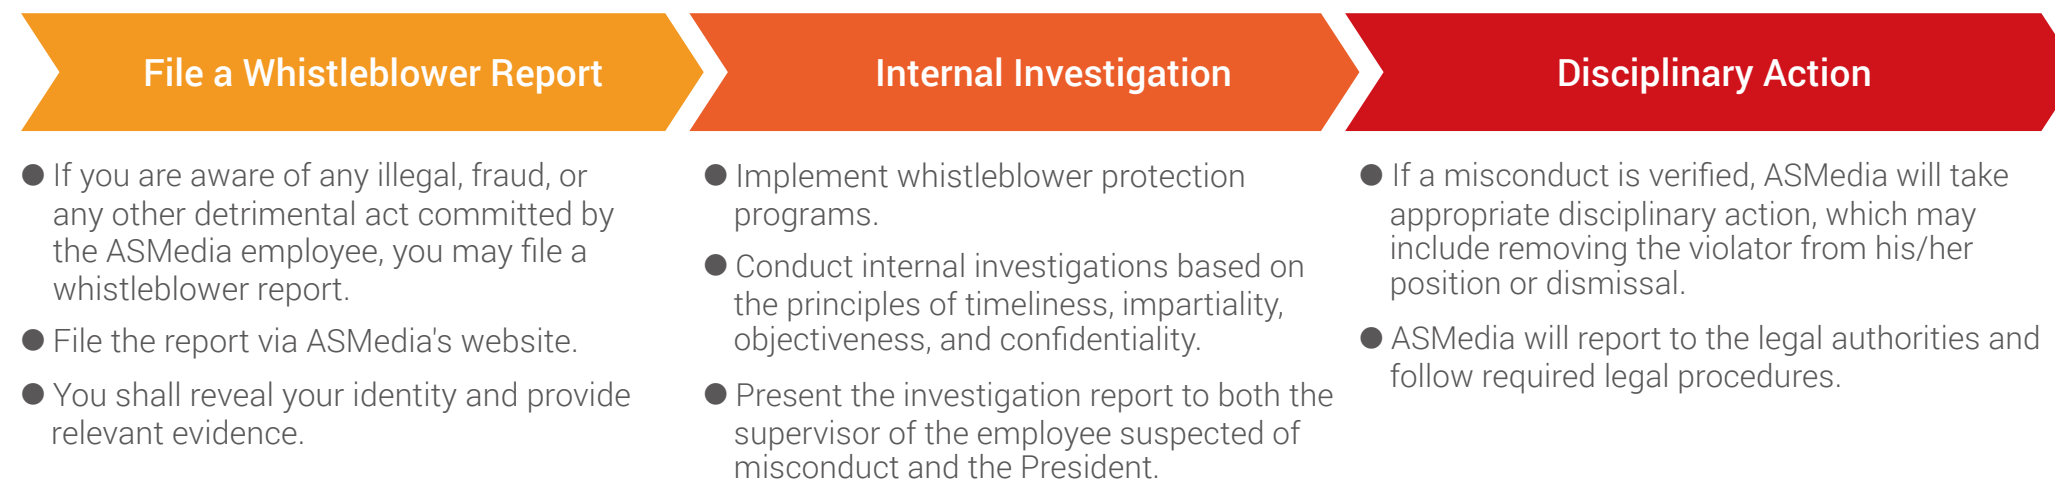 File a Whistleblower Report
● If you are aware of any illegal, fraud, or
any other detrimental act committed by
the ASMedia employee, you may file a
whistleblower report.
● File the report via ASMedia's website.
● You shall reveal your identity and provide
relevant evidence.
Internal Investigation
● Implement whistleblower protection
programs.
● Conduct internal investigations based on
the principles of timeliness, impartiality,
objectiveness, and confidentiality.
● Present the investigation report to both the
supervisor of the employee suspected of
misconduct and the President.
Disciplinary Action
● If a misconduct is verified, ASMedia will take
appropriate disciplinary action, which may
include removing the violator from his/her
position or dismissal.
● ASMedia will report to the legal authorities and
follow required legal procedures.